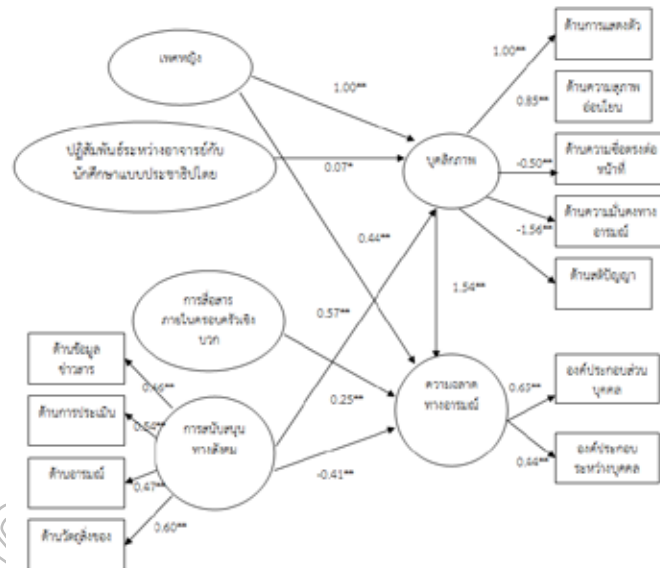 เพศหญิง
ปฏิสัมพันธ์ระหว่างอาจารย์กับ
นักศึกษาแบบประชาธิปไตย
การสื่อสาร
ภายในครอบครัวเชิง
บวก
การสนับสนุน
ทางสังคม
ด้านข้อมูล
ข่าวสาร
ด้านการประเมิน
ด้านอารมณ์
ด้านวัตถุสิ่งของ
0.66**
0.54**
0.47**
0.60**
1.00**
0.07*
0.44**
0.57**
0.25**
-0.41**
บุคลิกภาพ
1.54**
ความฉลาด
ทางอารมณ์
1.00**
0.85**
-0.50**
-1.56**
ด้านการแสดงตัว
ด้านความสุภาพ
อ่อนโยน
ด้านความซื่อตรงต่อ
หน้าที่
ด้านความมั่นคงทาง
อารมณ์
ด้านสติปัญญา
0.63**
0.44**
องค์ประกอบส่วน
บุคคล
องค์ประกอบ
ระหว่างบุคคล